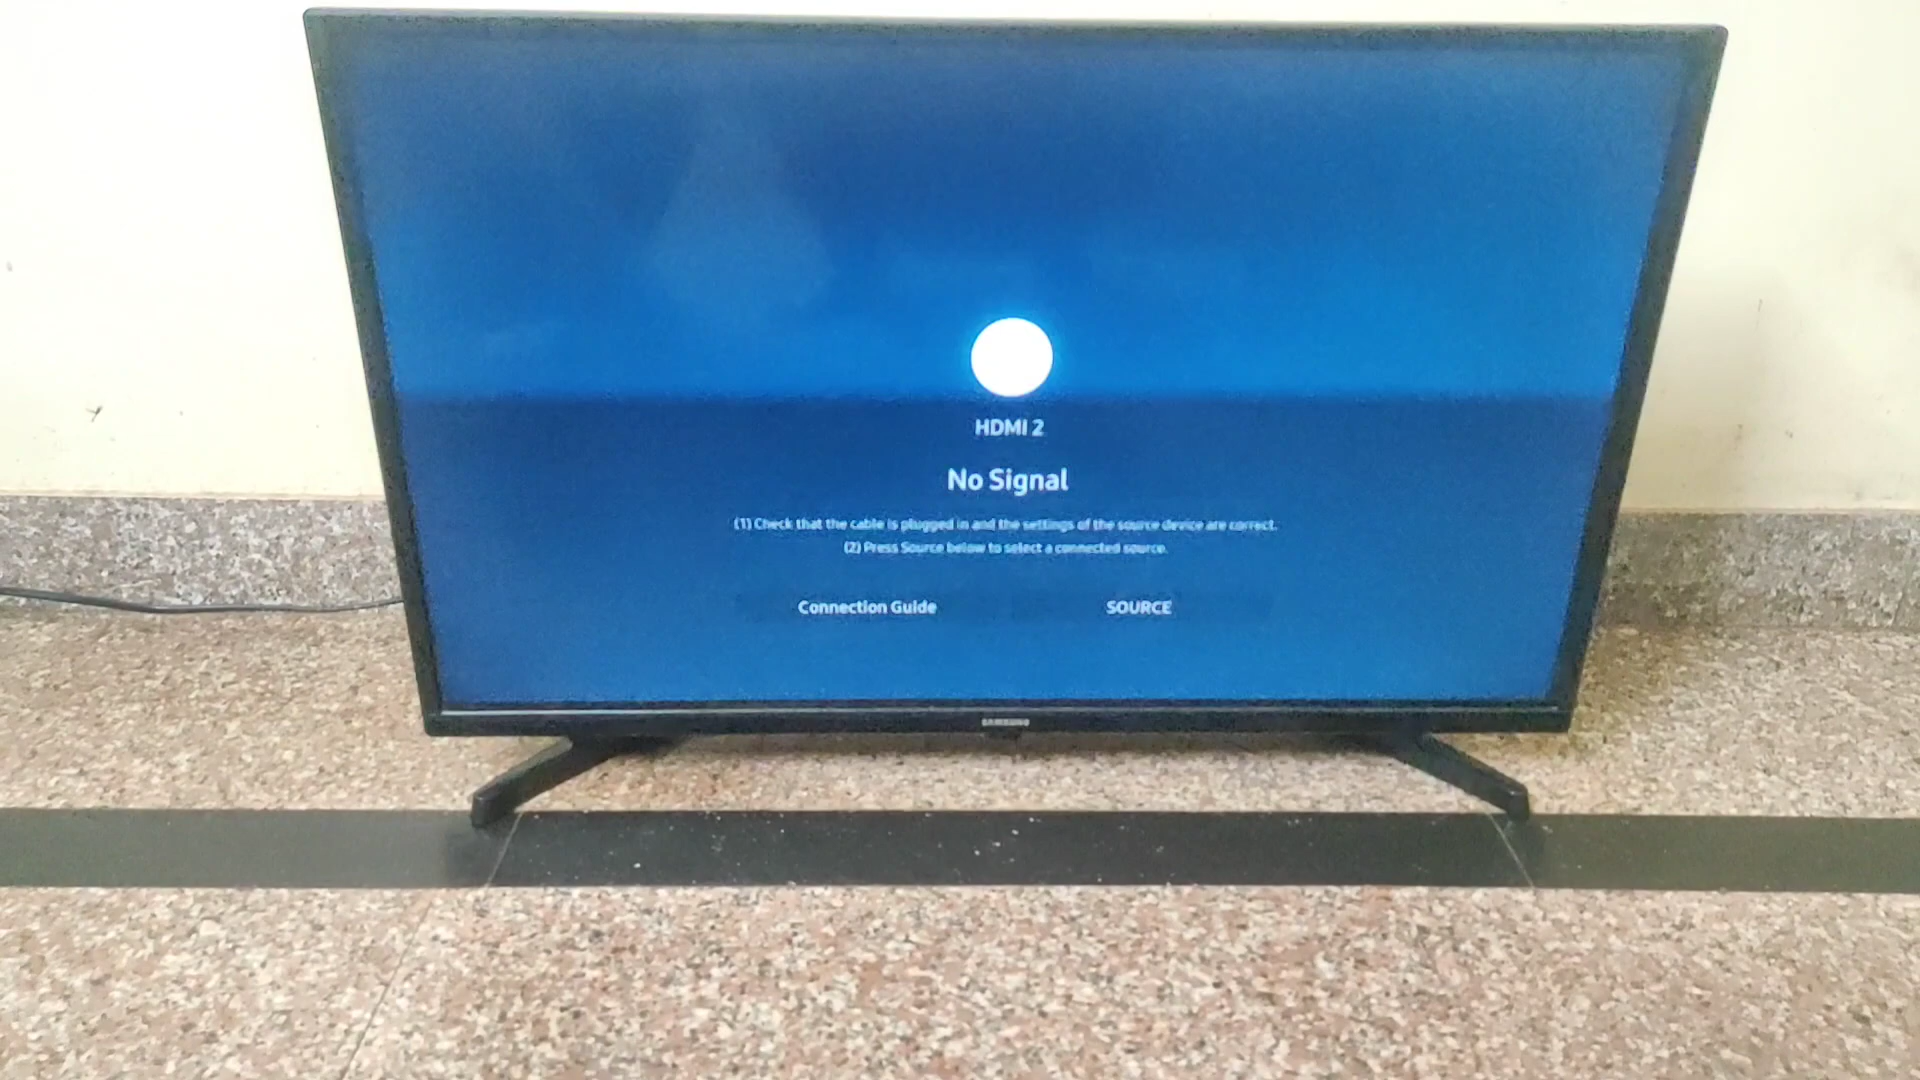 HDMI 2
No Signal
(1) Check that the cable is plugged in and the settings of the source device are correct.
(2) Press Source below to select a connected source.
Connection Guide SOURCE
SAMSUNG